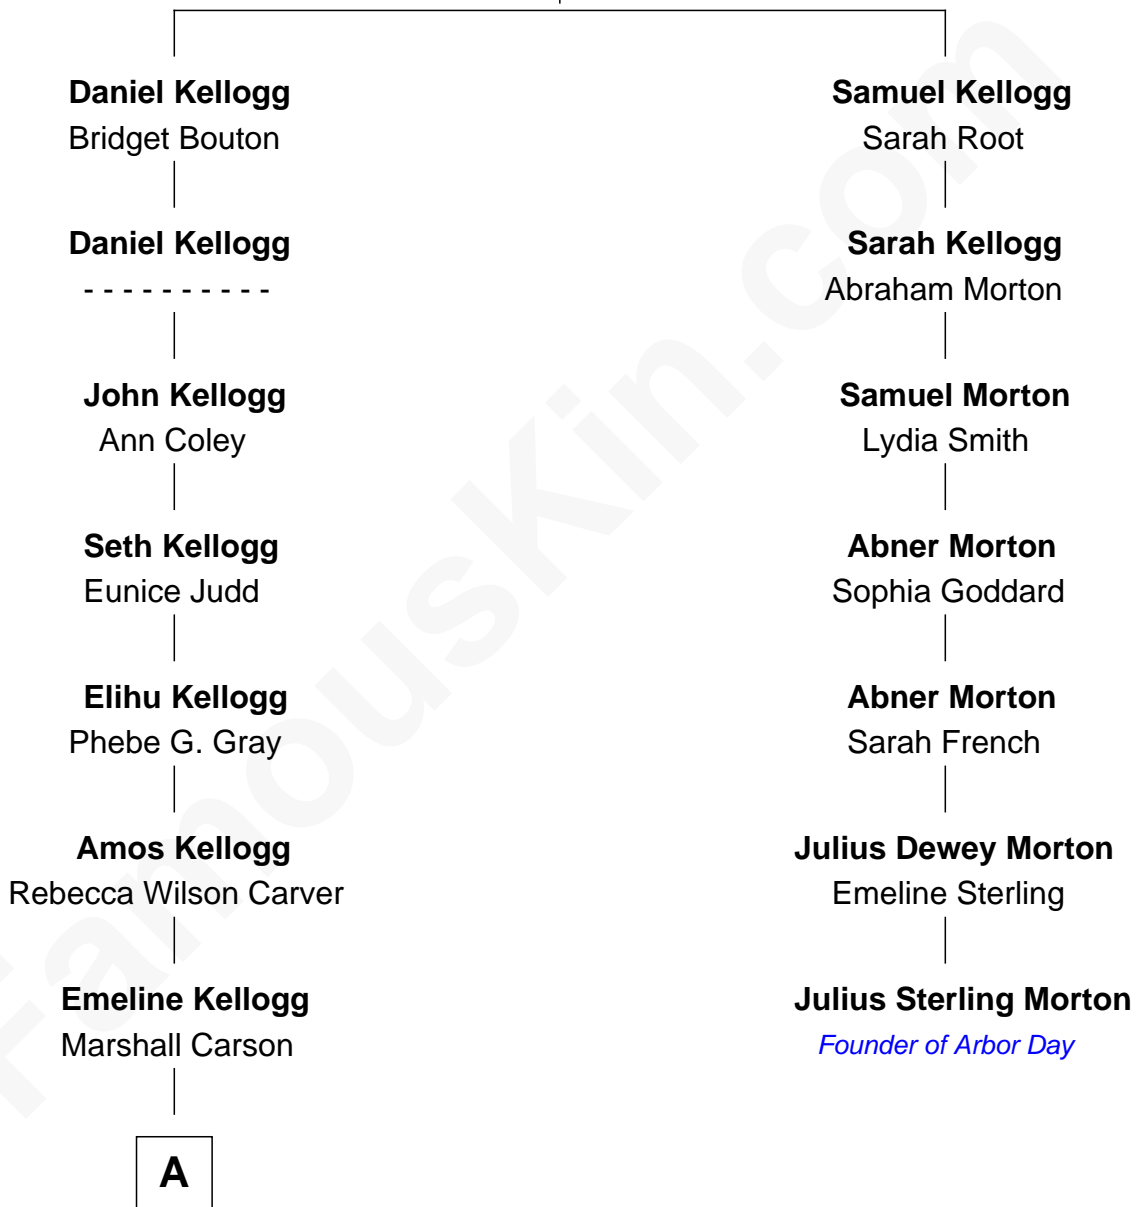 Daniel Kellogg
Bridget Bouton
Daniel Kellogg
- - - - - - - - - -
John Kellogg
Ann Coley
Seth Kellogg
Eunice Judd
Elihu Kellogg
Phebe G. Gray
Amos Kellogg
Rebecca Wilson Carver
Emeline Kellogg
Marshall Carson
A
Samuel Kellogg
Sarah Root
Sarah Kellogg
Abraham Morton
Samuel Morton
Lydia Smith
Abner Morton
Sophia Goddard
Abner Morton
Sarah French
Julius Dewey Morton
Emeline Sterling
Julius Sterling Morton
Founder of Arbor Day
FamousKin.com